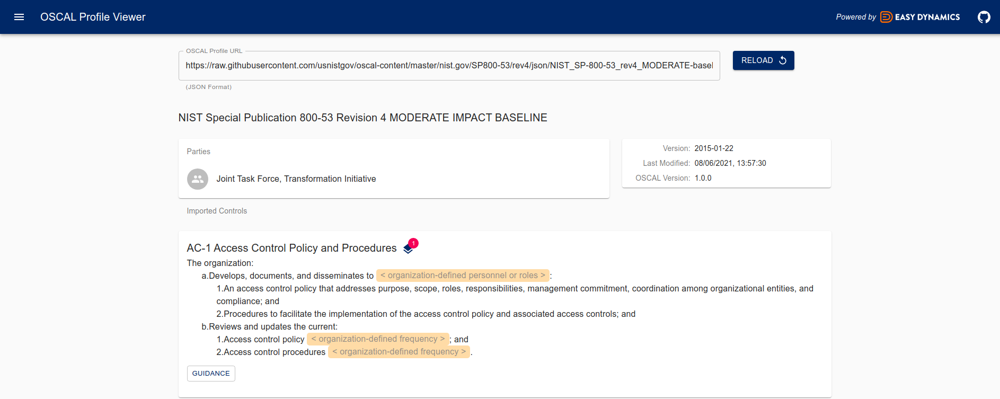 OSCAL Profile Viewer
Powered by EASY DYNAMICS
OSCAL Profile URL
https://raw.githubusercontent.com/usnistgov/oscal-content/master/nist.gov/SP800-53/rev4/json/NIST_SP-800-53_rev4_MODERATE-basel
RELOAD
(JSON Format)
NIST Special Publication 800-53 Revision 4 MODERATE IMPACT BASELINE
Parties
Joint Task Force, Transformation Initiative
Version: 2015-01-22
Last Modified: 08/06/2021, 13:57:30
OSCAL Version: 1.0.0
Imported Controls
AC-1 Access Control Policy and Procedures 1
The organization:
a.Develops, documents, and disseminates to < organization-defined personnel or roles >:
1.An access control policy that addresses purpose, scope, roles, responsibilities, management commitment, coordination among organizational entities, and
compliance; and
2.Procedures to facilitate the implementation of the access control policy and associated access controls; and
b.Reviews and updates the current:
1.Access control policy < organization-defined frequency >; and
2.Access control procedures < organization-defined frequency >.
GUIDANCE